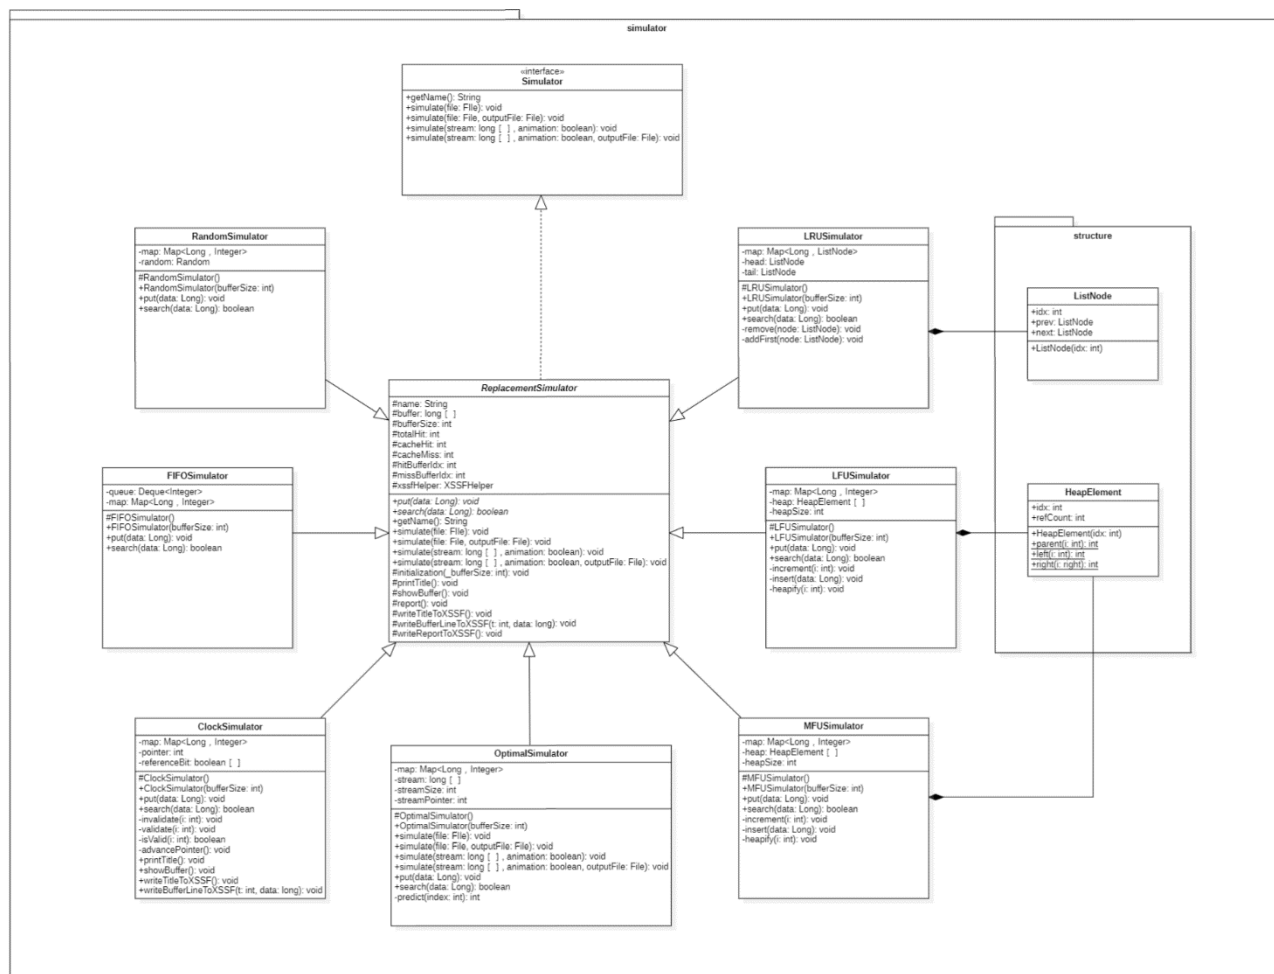 simulator
«interface»
Simulator
+getName(): String
+simulate(file: FIle): void
+simulate(file: File, outputFile: File): void
+simulate(stream: long [ ] , animation: boolean): void
+simulate(stream: long [ ] , animation: boolean, outputFile: File): void
RandomSimulator
-map: Map<Long , Integer>
-random: Random
#RandomSimulator()
+RandomSimulator(bufferSize: int)
+put(data: Long): void
+search(data: Long): boolean
LRUSimulator
-map: Map<Long , ListNode>
-head: ListNode
-tail: ListNode
#LRUSimulator()
+LRUSimulator(bufferSize: int)
+put(data: Long): void
+search(data: Long): boolean
-remove(node: ListNode): void
-addFirst(node: ListNode): void
structure
ListNode
+idx: int
+prev: ListNode
+next: ListNode
+ListNode(idx: int)
ReplacementSimulator
#name: String
#buffer: long [ ]
#bufferSize: int
#totalHit: int
#cacheHit: int
#cacheMiss: int
#hitBufferIdx: int
#missBufferIdx: int
#xssfHelper: XSSFHelper
+put(data: Long): void
+search(data: Long): boolean
+getName(): String
+simulate(file: FIle): void
+simulate(file: File, outputFile: File): void
+simulate(stream: long [ ] , animation: boolean): void
+simulate(stream: long [ ] , animation: boolean, outputFile: File): void
#initialization(_bufferSize: int): void
#printTitle(): void
#showBuffer(): void
#report(): void
#writeTitleToXSSF(): void
#writeBufferLineToXSSF(t: int, data: long): void
#writeReportToXSSF(): void
FIFOSimulator
-queue: Deque<Integer>
-map: Map<Long , Integer>
#FIFOSimulator()
+FIFOSimulator(bufferSize: int)
+put(data: Long): void
+search(data: Long): boolean
LFUSimulator
-map: Map<Long , Integer>
-heap: HeapElement [ ]
-heapSize: int
#LFUSimulator()
+LFUSimulator(bufferSize: int)
+put(data: Long): void
+search(data: Long): boolean
-increment(i: int): void
-insert(data: Long): void
-heapify(i: int): void
HeapElement
+idx: int
+refCount: int
+HeapElement(idx: int)
+parent(i: int): int
+left(i: int): int
+right(i: right): int
ClockSimulator
-map: Map<Long , Integer>
-pointer: int
-referenceBit: boolean [ ]
#ClockSimulator()
+ClockSimulator(bufferSize: int)
+put(data: Long): void
+search(data: Long): boolean
-invalidate(i: int): void
-validate(i: int): void
-isValid(i: int): boolean
-advancePointer(): void
+printTitle(): void
+showBuffer(): void
+writeTitleToXSSF(): void
+writeBufferLineToXSSF(t: int, data: long): void
OptimalSimulator
-map: Map<Long , Integer>
-stream: long [ ]
-streamSize: int
-streamPointer: int
#OptimalSimulator()
+OptimalSimulator(bufferSize: int)
+simulate(file: FIle): void
+simulate(file: File, outputFile: File): void
+simulate(stream: long [ ] , animation: boolean): void
+simulate(stream: long [ ] , animation: boolean, outputFile: File): void
+put(data: Long): void
+search(data: Long): boolean
-predict(index: int): int
MFUSimulator
-map: Map<Long , Integer>
-heap: HeapElement [ ]
-heapSize: int
#MFUSimulator()
+MFUSimulator(bufferSize: int)
+put(data: Long): void
+search(data: Long): boolean
-increment(i: int): void
-insert(data: Long): void
-heapify(i: int): void